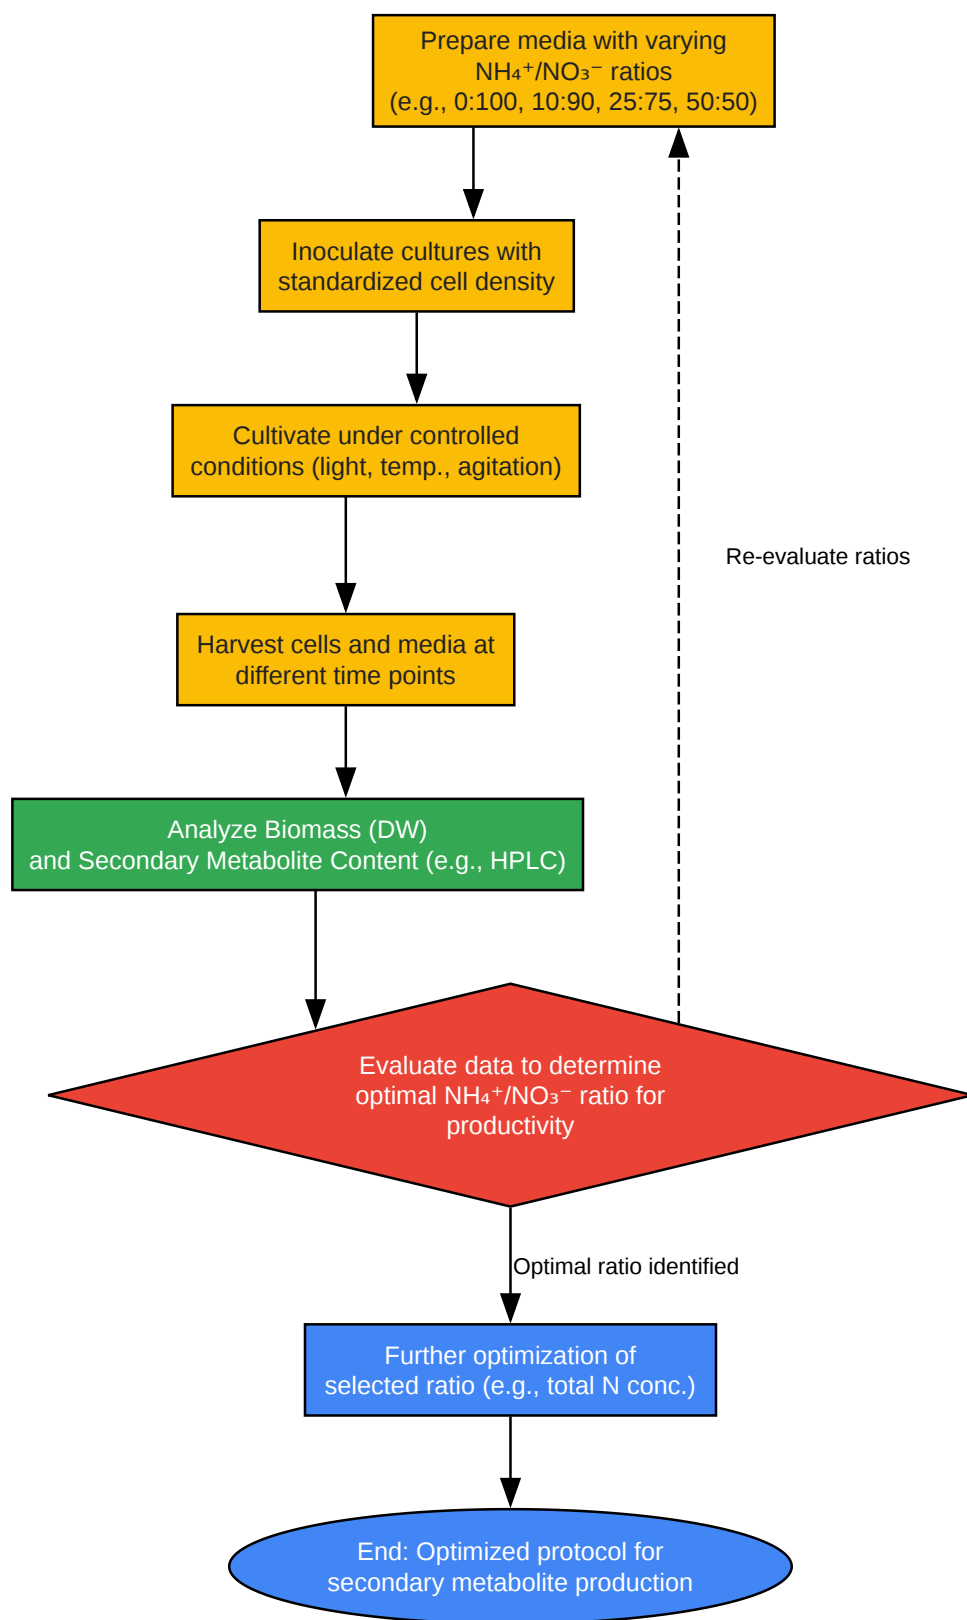 Prepare media with varying
NH₄⁺/NO₃⁻ ratios
(e.g., 0:100, 10:90, 25:75, 50:50)
Inoculate cultures with
standardized cell density
Cultivate under controlled
conditions (light, temp., agitation)
Re-evaluate ratios
Harvest cells and media at
different time points
Analyze Biomass (DW)
and Secondary Metabolite Content (e.g., HPLC)
Evaluate data to determine
optimal NH₄⁺/NO₃⁻ ratio for
productivity
Optimal ratio identified
Further optimization of
selected ratio (e.g., total N conc.)
End: Optimized protocol for
secondary metabolite production